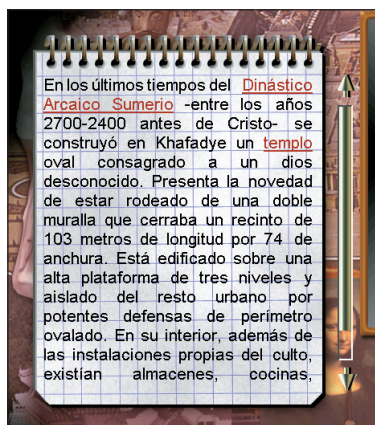 En los últimos tiempos del Dinástico
Arcaico Sumerio -entre los años
2700-2400 antes de Cristo- se
construyó en Khafadye un templo
oval consagrado a un dios
desconocido. Presenta la novedad
de estar rodeado de una doble
muralla que cerraba un recinto de
103 metros de longitud por 74 de
anchura. Está edificado sobre una
alta plataforma de tres niveles y
aislado del resto urbano por
potentes defensas de perímetro
ovalado. En su interior, además de
las instalaciones propias del culto,
existían almacenes, cocinas,